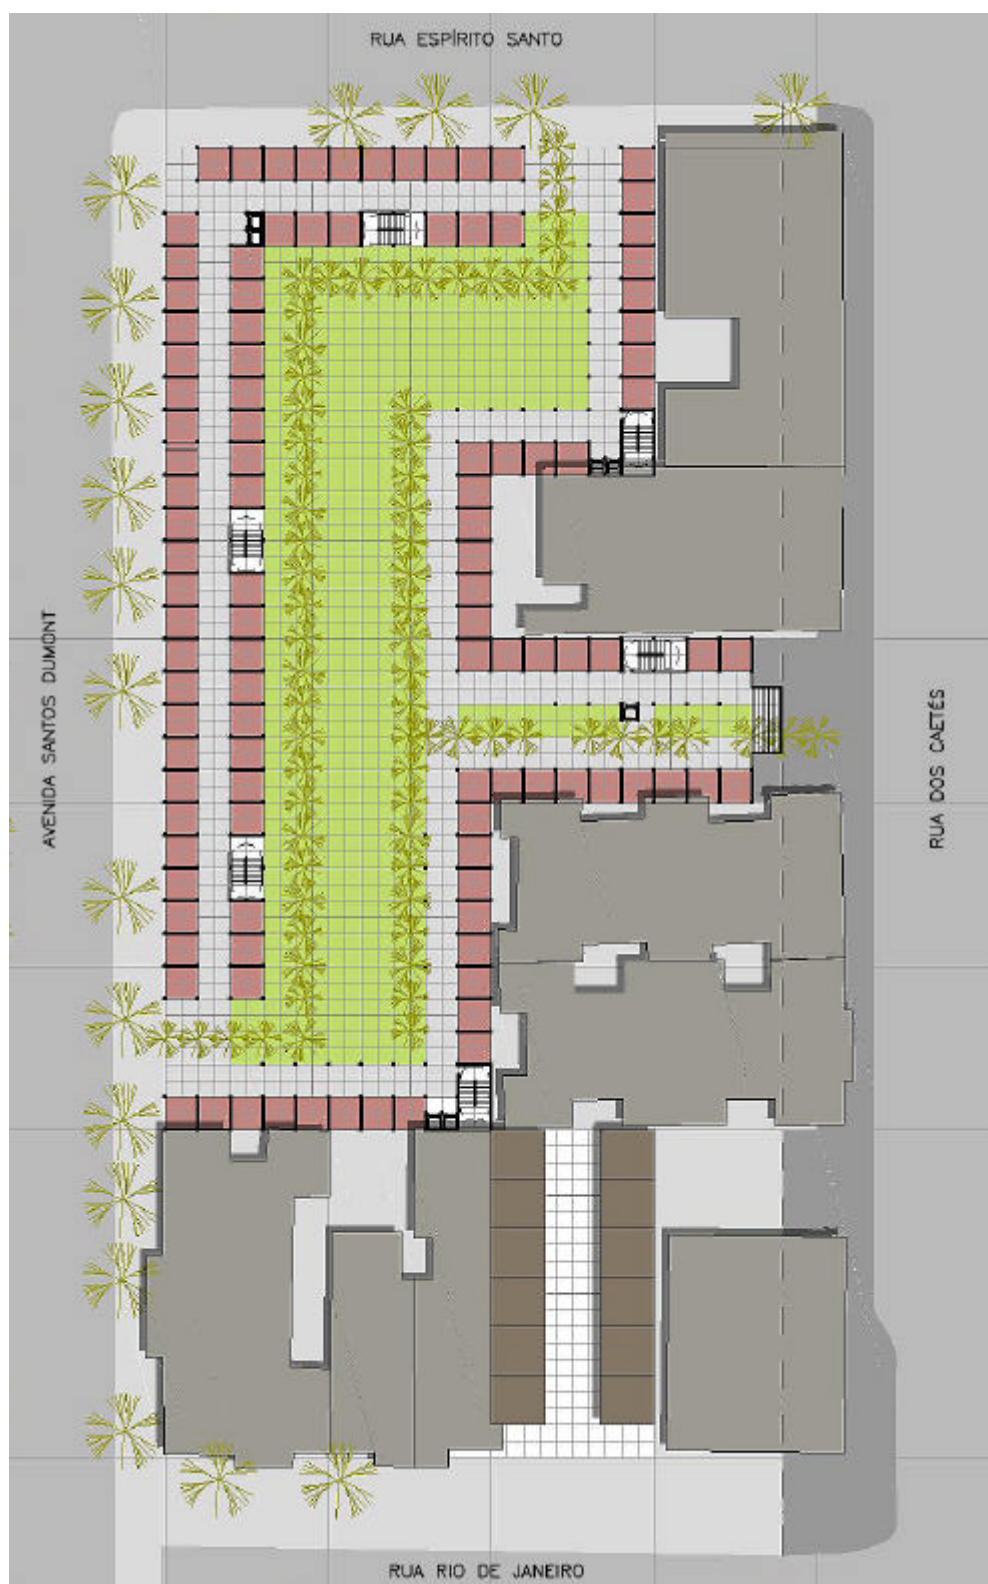 RUA ESPÍRITO SANTO
AVENIDA SANTOS DUMONT
RUA DOS CAETÉS
RUA RIO DE JANEIRO